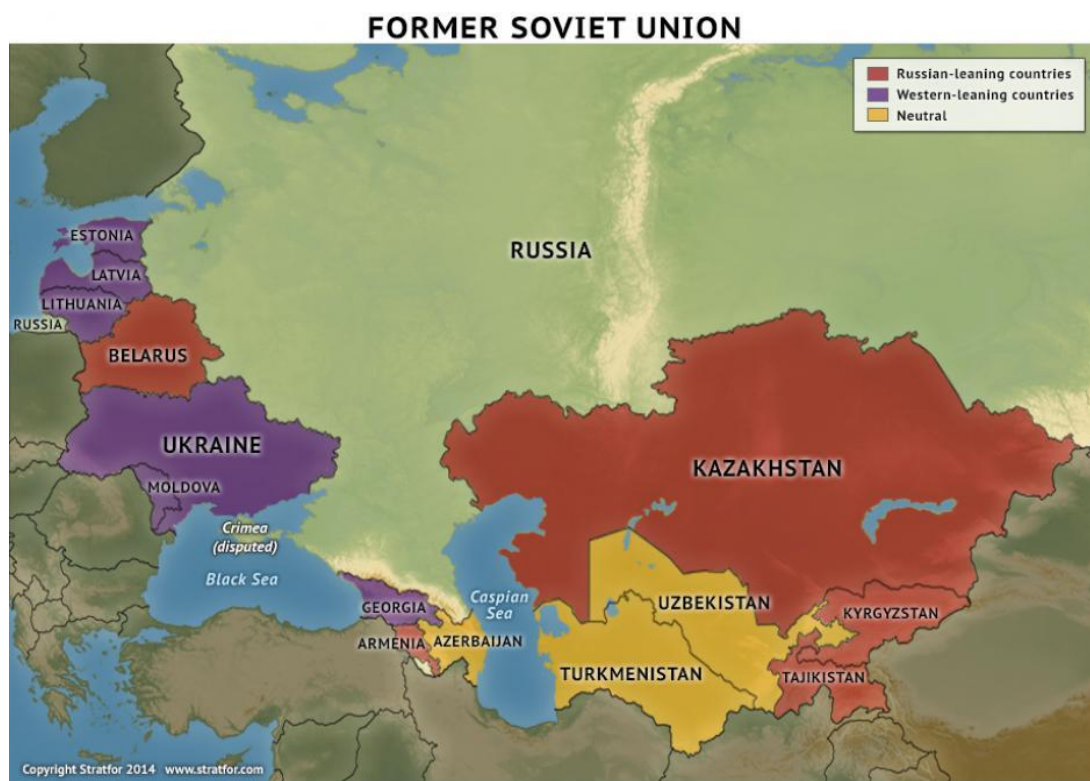 FORMER SOVIET UNION
Russian-leaning countries
Western-leaning countries
Neutral
RUSSIA
ESTONIA
LATVIA
LITHUANIA
RUSSIA
BELARUS
UKRAINE
KAZAKHSTAN
MOLDOVA
Crimea
(disputed)
Black Sea
Caspian
Sea
GEORGIA
UZBEKISTAN
KYRGYZSTAN
ARMENIA
AZERBAIJAN
TURKMENISTAN
TAJIKISTAN
Copyright Stratfor 2014 www.stratfor.com